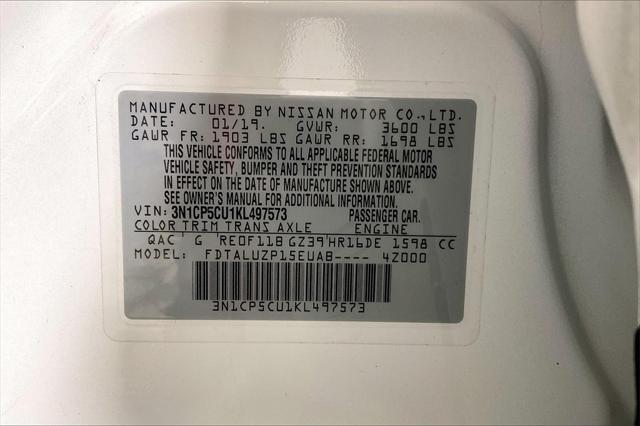 MANUFACTURED BY NISSAN MOTOR CO.,LTD.
DATE: 01/19. GVWR: 3600 LBS
GAWR FR: 1903 LBS GAWR RR: 1698 LBS
THIS VEHICLE CONFORMS TO ALL APPLICABLE FEDERAL MOTOR
VEHICLE SAFETY, BUMPER AND THEFT PREVENTION STANDARDS
IN EFFECT ON THE DATE OF MANUFACTURE SHOWN ABOVE.
SEE OWNER'S MANUAL FOR ADDITIONAL INFORMATION.
VIN: 3N1CP5CU1KL497573 PASSENGER CAR.
COLOR TRIM TRANS AXLE ENGINE
QAC G RE0F11B GZ39 HR16DE 1598 CC
MODEL: FDTALUZP15EUAB---- 4Z000
3N1CP5CU1KL497573